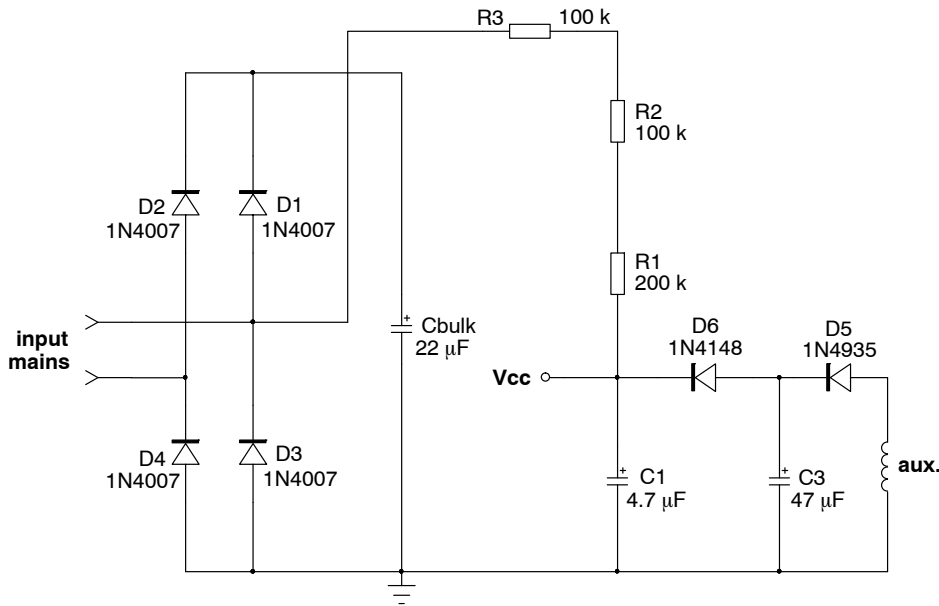 R3
100 k
R2
100 k
D2
1N4007
D1
1N4007
R1
200 k
input
mains
Cbulk
22 μF
+
D6
1N4148
D5
1N4935
Vcc
D4
1N4007
D3
1N4007
+
C1
4.7 μF
+
C3
47 μF
aux.